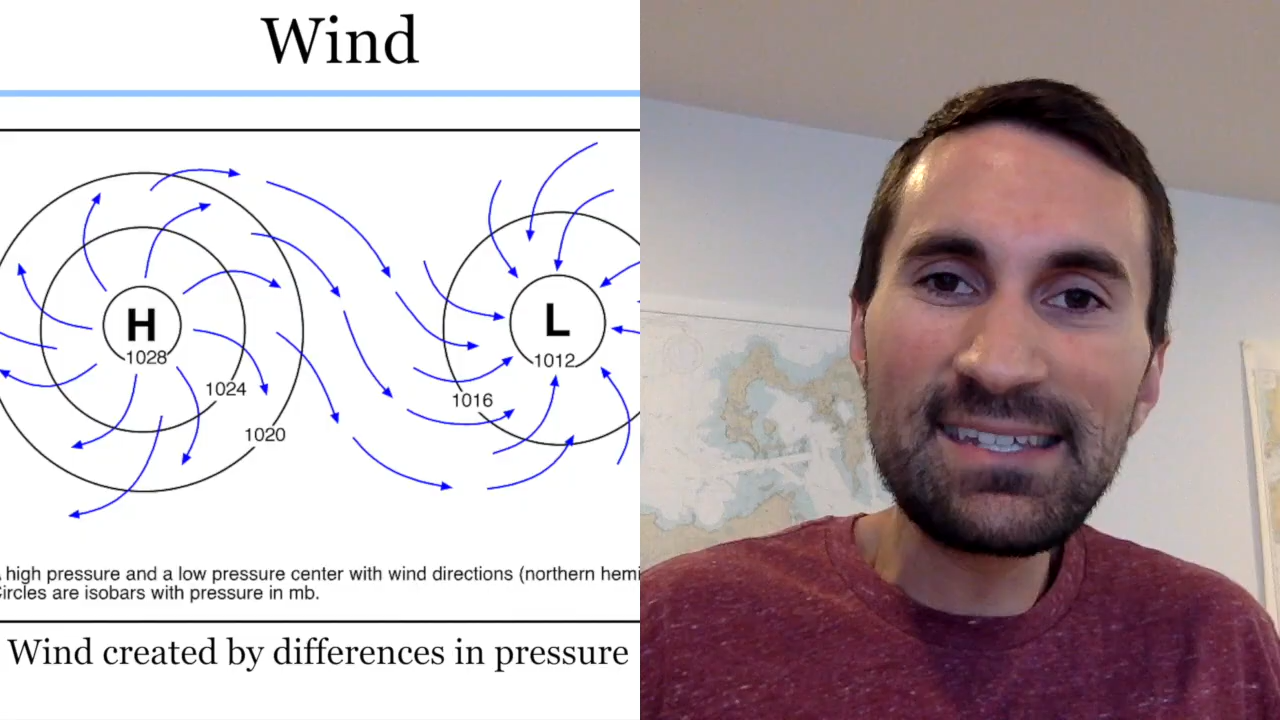 Wind
H
1028
1024
1020
L
1012
1016
high pressure and a low pressure center with wind directions (northern hemi
ircles are isobars with pressure in mb.
Wind created by differences in pressure